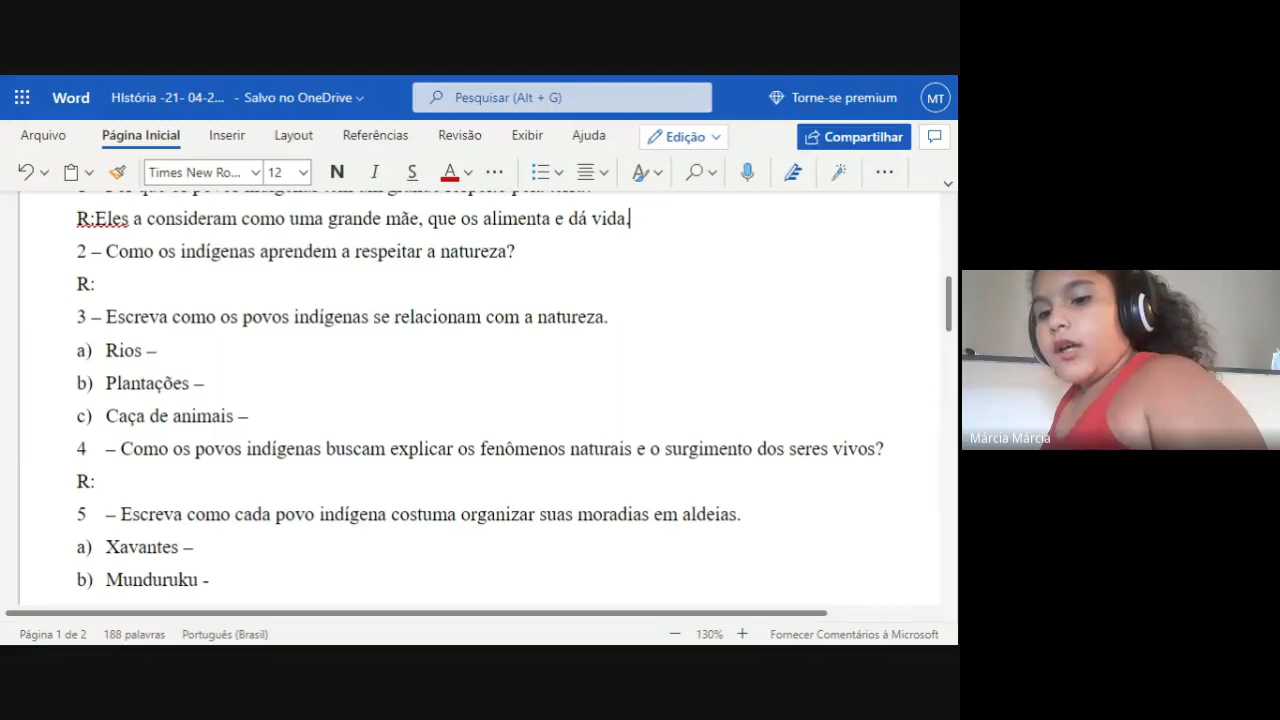 Word HIstória -21- 04-2... - Salvo no OneDrive Pesquisar (Alt + G) Torne-se premium MT
Arquivo Página Inicial Inserir Layout Referências Revisão Exibir Ajuda Edição Compartilhar
Times New Ro... 12 N I S A ...
R:Eles a consideram como uma grande mãe, que os alimenta e dá vida.
2 – Como os indígenas aprendem a respeitar a natureza?
R:
3 – Escreva como os povos indígenas se relacionam com a natureza.
a) Rios –
b) Plantações –
c) Caça de animais –
4 – Como os povos indígenas buscam explicar os fenômenos naturais e o surgimento dos seres vivos?
R:
5 – Escreva como cada povo indígena costuma organizar suas moradias em aldeias.
a) Xavantes –
b) Munduruku -
Página 1 de 2 188 palavras Português (Brasil) 130% Fornecer Comentários à Microsoft
Márcia Márcia